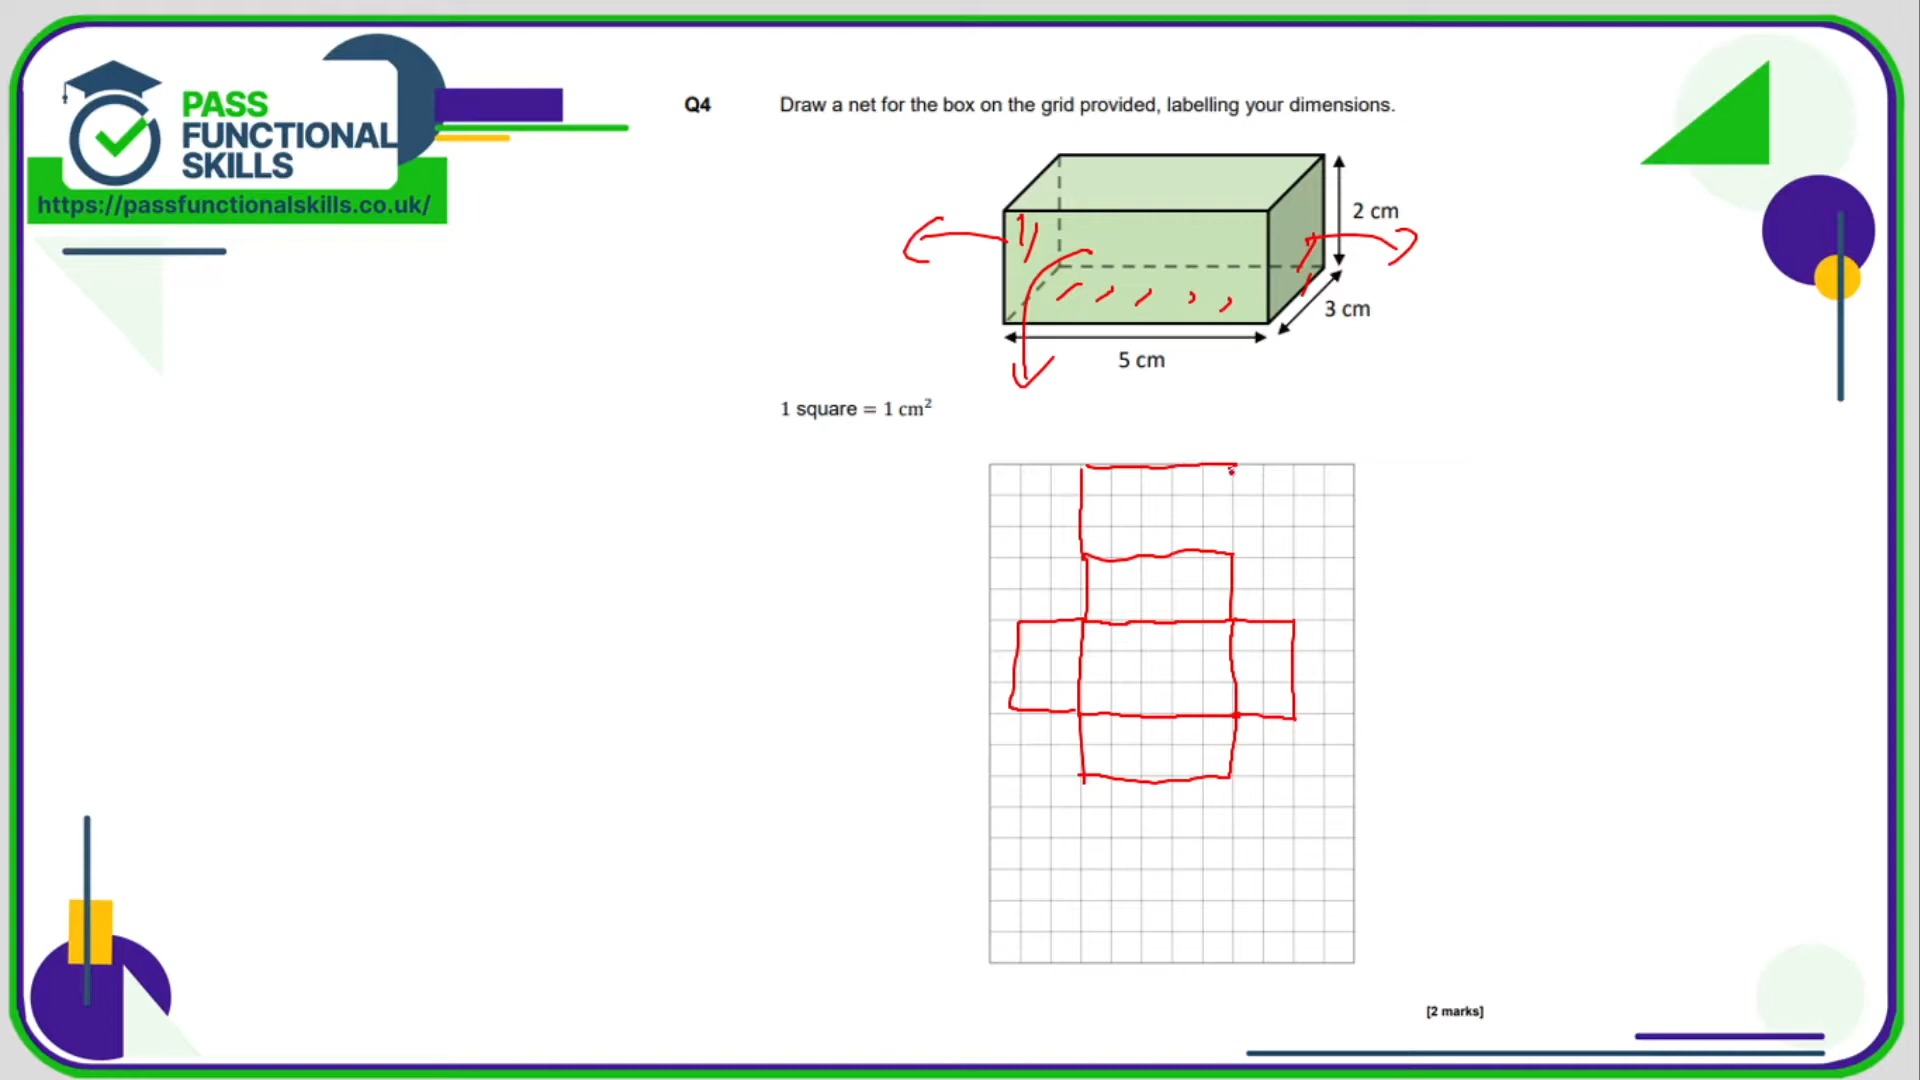 PASS
FUNCTIONAL
SKILLS
https://passfunctionalskills.co.uk/
Q4 Draw a net for the box on the grid provided, labelling your dimensions.
2 cm
3 cm
5 cm
1 square = 1 cm²
[2 marks]